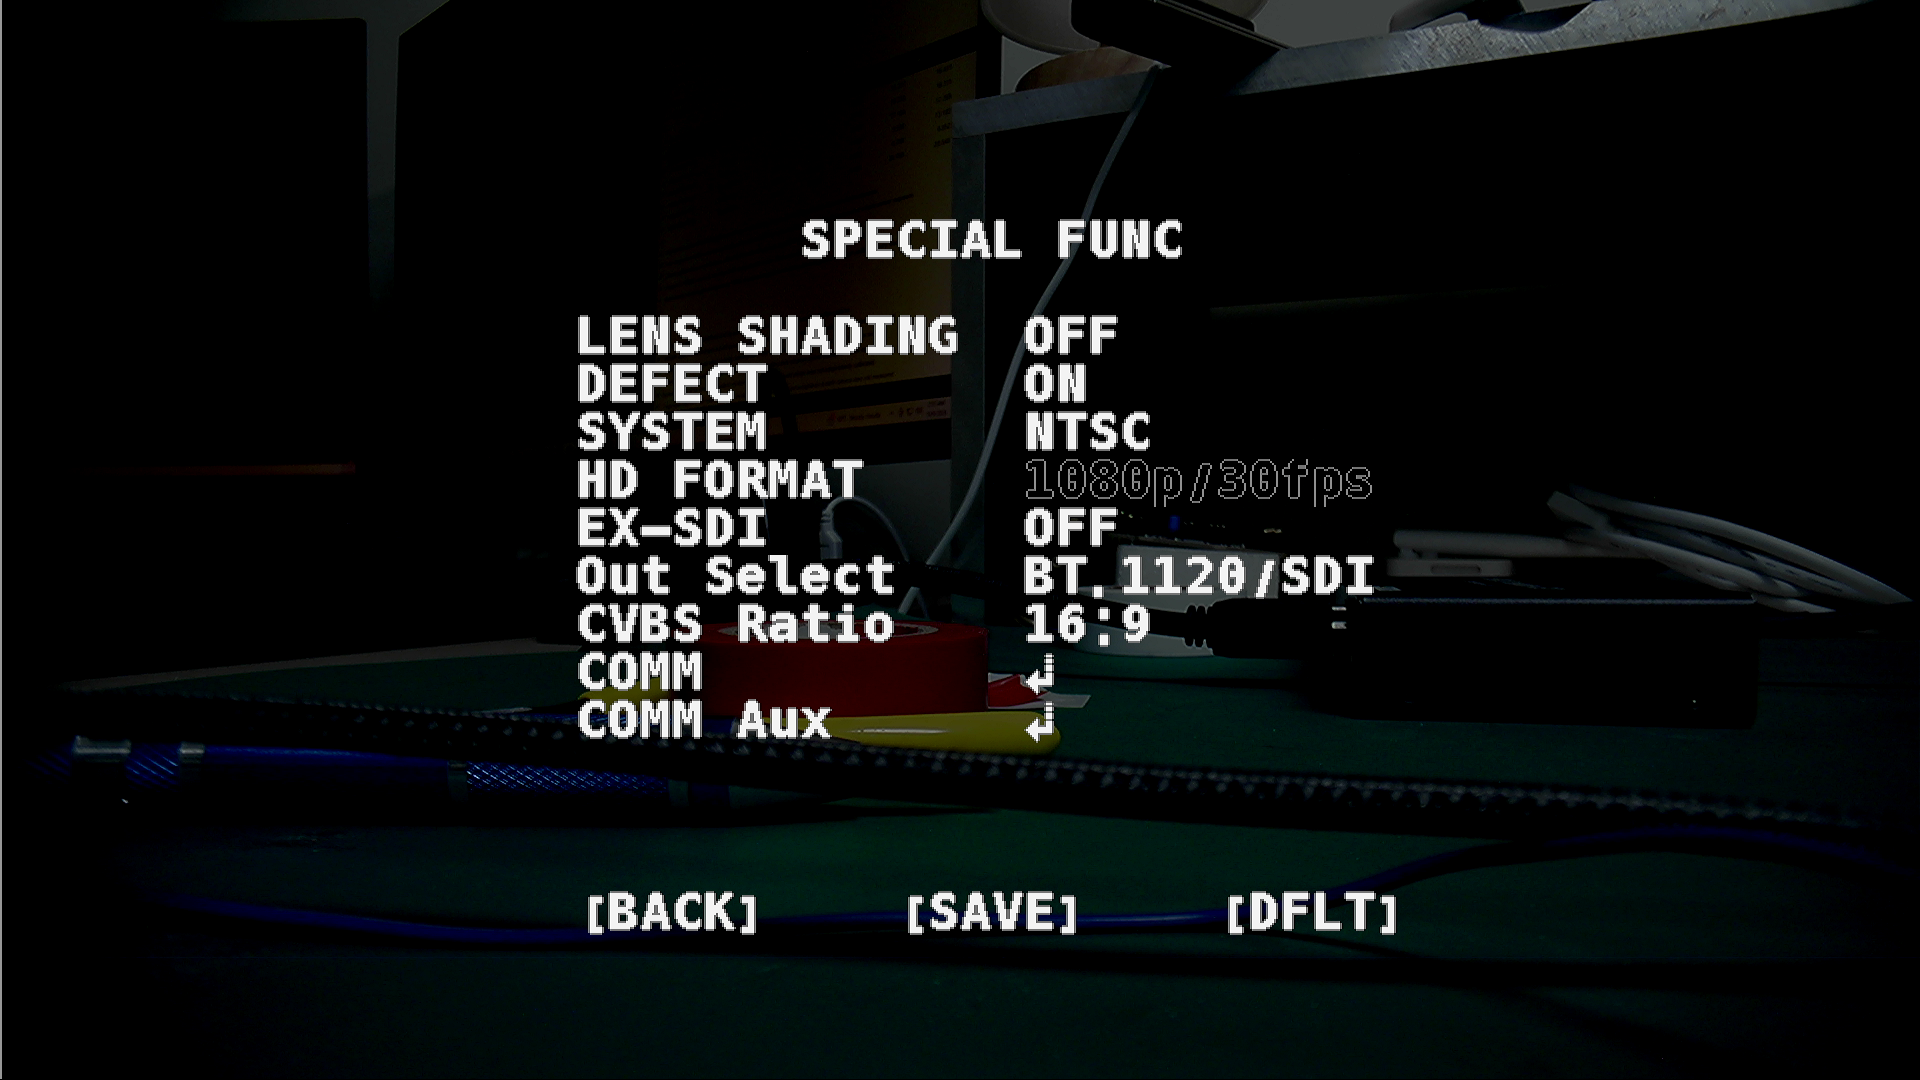 SPECIAL FUNC
LENS SHADING OFF
DEFECT ON
SYSTEM NTSC
HD FORMAT 1080p/30fps
EX-SDI OFF
Out Select BT.1120/SDI
CVBS Ratio 16:9
COMM ↲
COMM Aux ↲
[BACK] [SAVE] [DFLT]